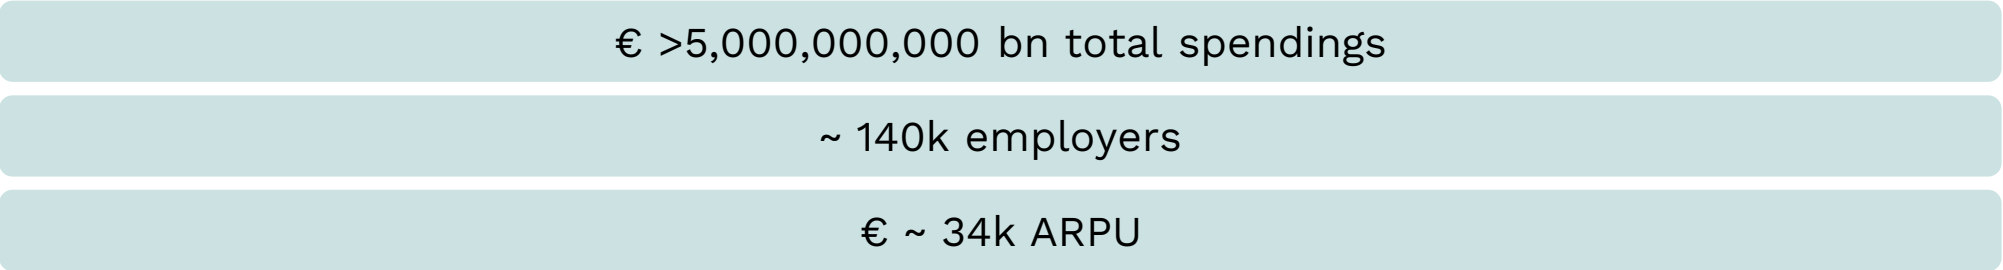 € >5,000,000,000 bn total spendings
~ 140k employers
€ ~ 34k ARPU